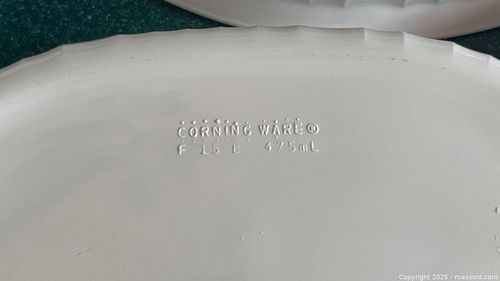 CORNING WARE®
F 15 B 475mL
Copyright © 2025 - maxsold.com